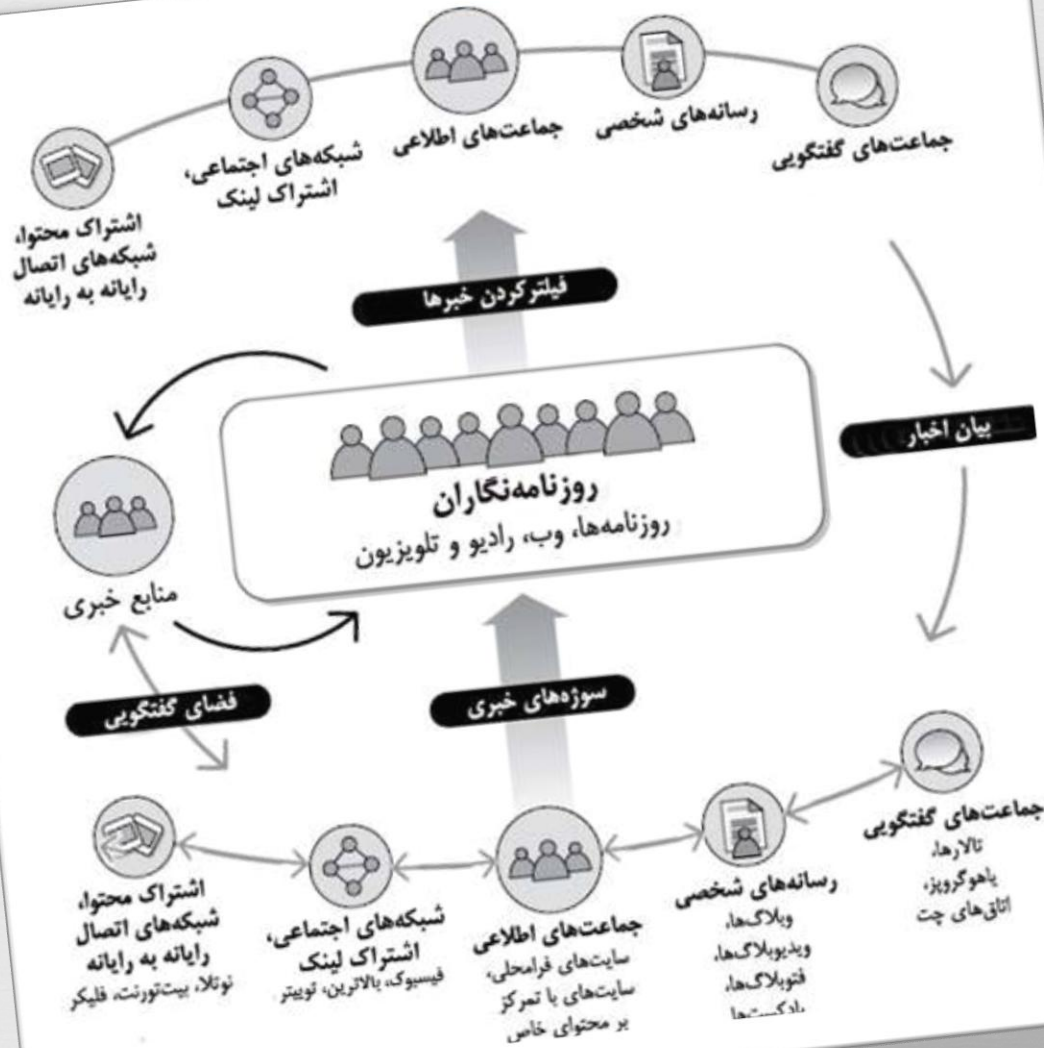 جماعت‌های گفتگویی
رسانه‌های شخصی
جماعت‌های اطلاعی
شبکه‌های اجتماعی،
اشتراک لینک
اشتراک محتوا،
شبکه‌های اتصال
رایانه به رایانه
فیلتر کردن خبرها
بیان اخبار
روزنامه‌نگاران
روزنامه‌ها، وب، رادیو و تلویزیون
منابع خبری
سوژه‌های خبری
فضای گفتگویی
جماعت‌های گفتگویی
تالارها،
یاهوگروپز،
اتاق‌های چت
رسانه‌های شخصی
وبلاگ‌ها،
ویدیوبلاگ‌ها،
فتوبلاگ‌ها،
پادکست‌ها
جماعت‌های اطلاعی
سایت‌های فرامحلی،
سایت‌های با تمرکز
بر محتوای خاص
شبکه‌های اجتماعی،
اشتراک لینک
فیسبوک، بالاترین، توییتر
اشتراک محتوا،
شبکه‌های اتصال
رایانه به رایانه
نوتلا، بیت‌تورنت، فلیکر